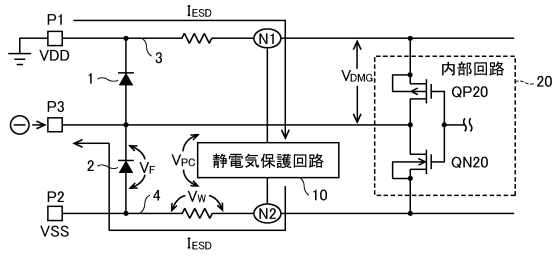 I_ESD
P1
VDD
3
N1
1
V_DMG
内部回路
20
QP20
P3
2
V_F
V_PC
静電気保護回路
10
QN20
P2
VSS
4
V_W
N2
I_ESD